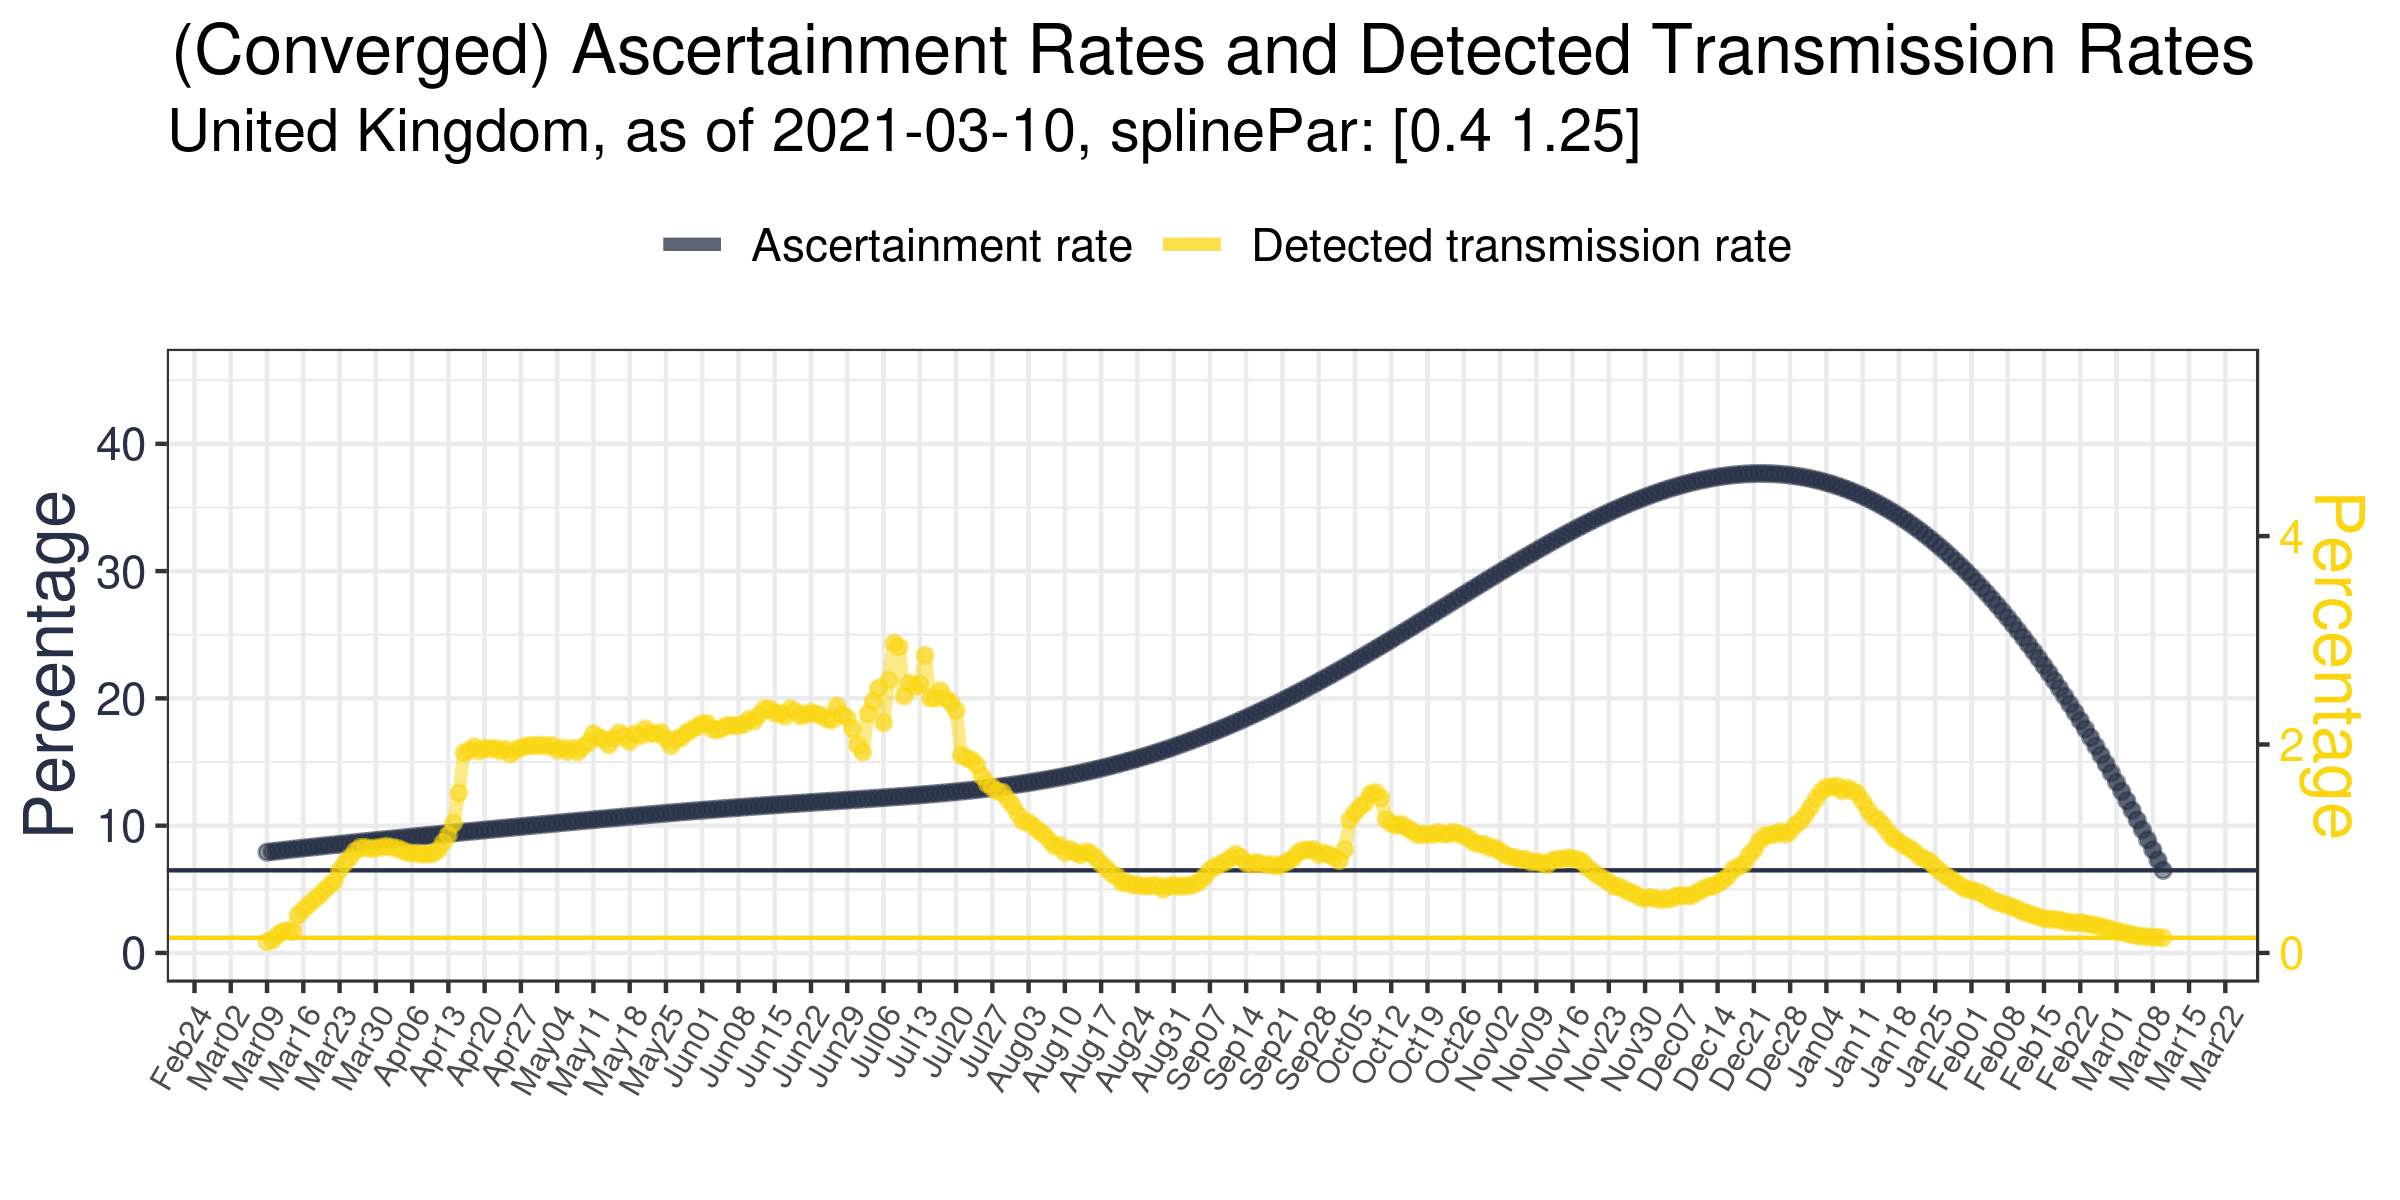 (Converged) Ascertainment Rates and Detected Transmission Rates
United Kingdom, as of 2021-03-10, splinePar: [0.4 1.25]
Ascertainment rate
Detected transmission rate
Percentage
40
30
20
10
0
4
2
0
Percentage
Feb24
Mar02
Mar09
Mar16
Mar23
Mar30
Apr06
Apr13
Apr20
Apr27
May04
May11
May18
May25
Jun01
Jun08
Jun15
Jun22
Jun29
Jul06
Jul13
Jul20
Jul27
Aug03
Aug10
Aug17
Aug24
Aug31
Sep07
Sep14
Sep21
Sep28
Oct05
Oct12
Oct19
Oct26
Nov02
Nov09
Nov16
Nov23
Nov30
Dec07
Dec14
Dec21
Dec28
Jan04
Jan11
Jan18
Jan25
Feb01
Feb08
Feb15
Feb22
Mar01
Mar08
Mar15
Mar22